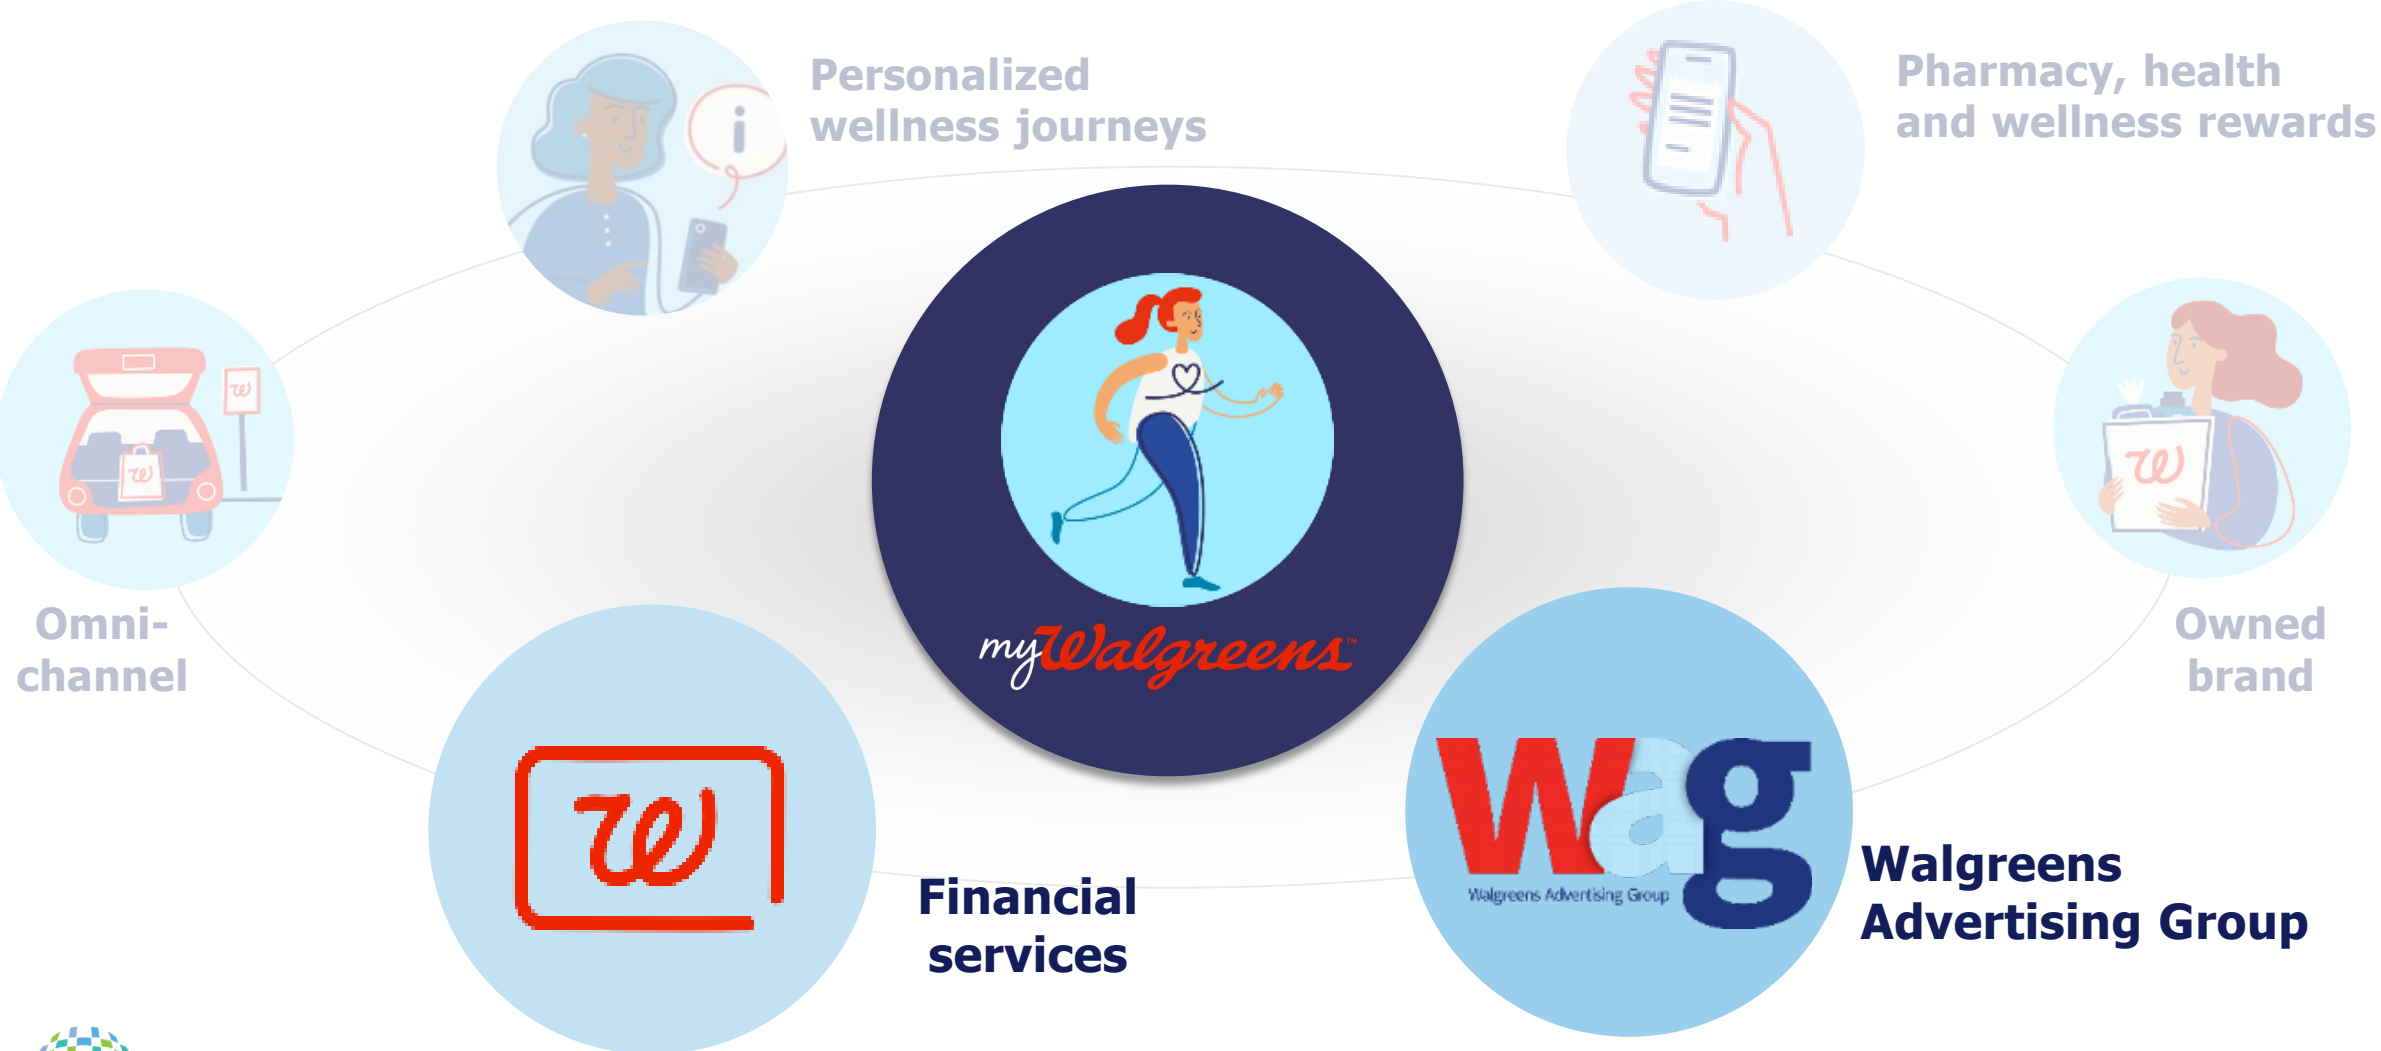 Personalized
wellness journeys
Pharmacy, health
and wellness rewards
i
w
w
w
Omni-
channel
myWalgreens™
Owned
brand
w
Financial
services
wag
Walgreens Advertising Group
Walgreens
Advertising Group